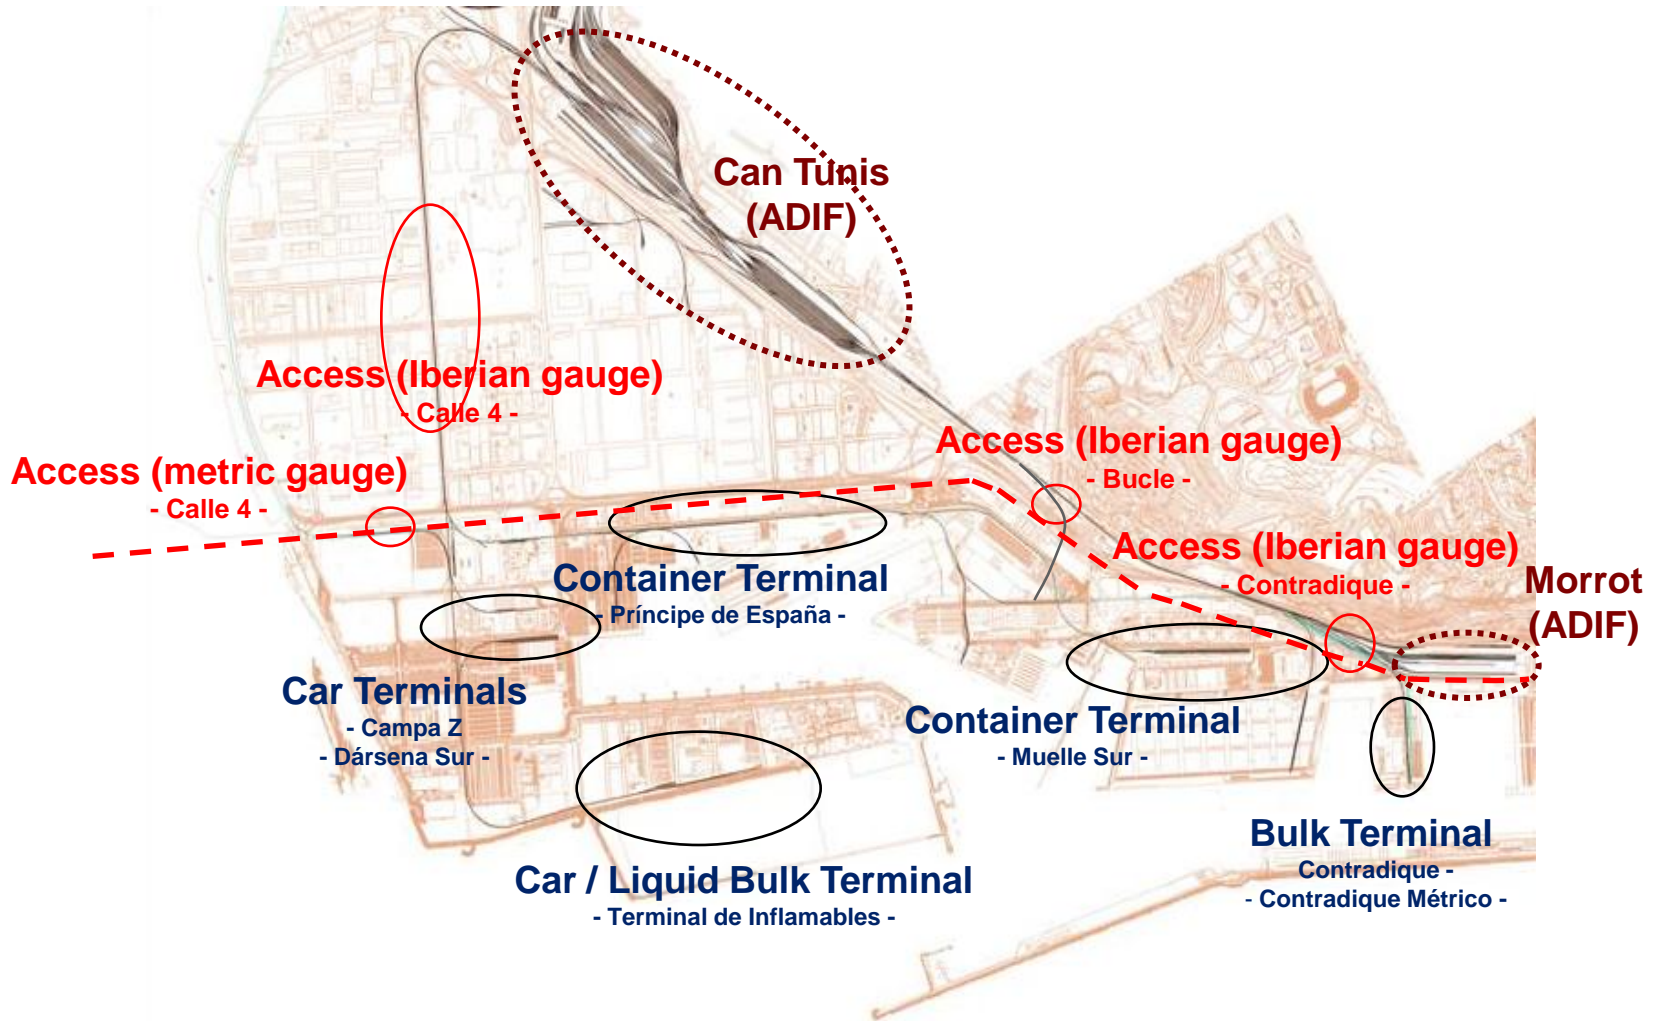 Can Tunis
(ADIF)
Access (Iberian gauge)
- Calle 4 -
Access (metric gauge)
- Calle 4 -
Access (Iberian gauge)
- Bucle -
Access (Iberian gauge)
- Contradique -
Morrot
(ADIF)
Container Terminal
- Príncipe de España -
Car Terminals
- Campa Z
- Dársena Sur -
Container Terminal
- Muelle Sur -
Bulk Terminal
Contradique -
- Contradique Métrico -
Car / Liquid Bulk Terminal
- Terminal de Inflamables -